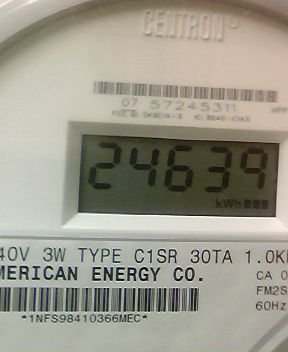 CENTRON®
07 57245311
24639
kWh
40V 3W TYPE C1SR 30TA 1.0K
MERICAN ENERGY CO.
CA 0
FM2S
60Hz
*1NFS98410366MEC*